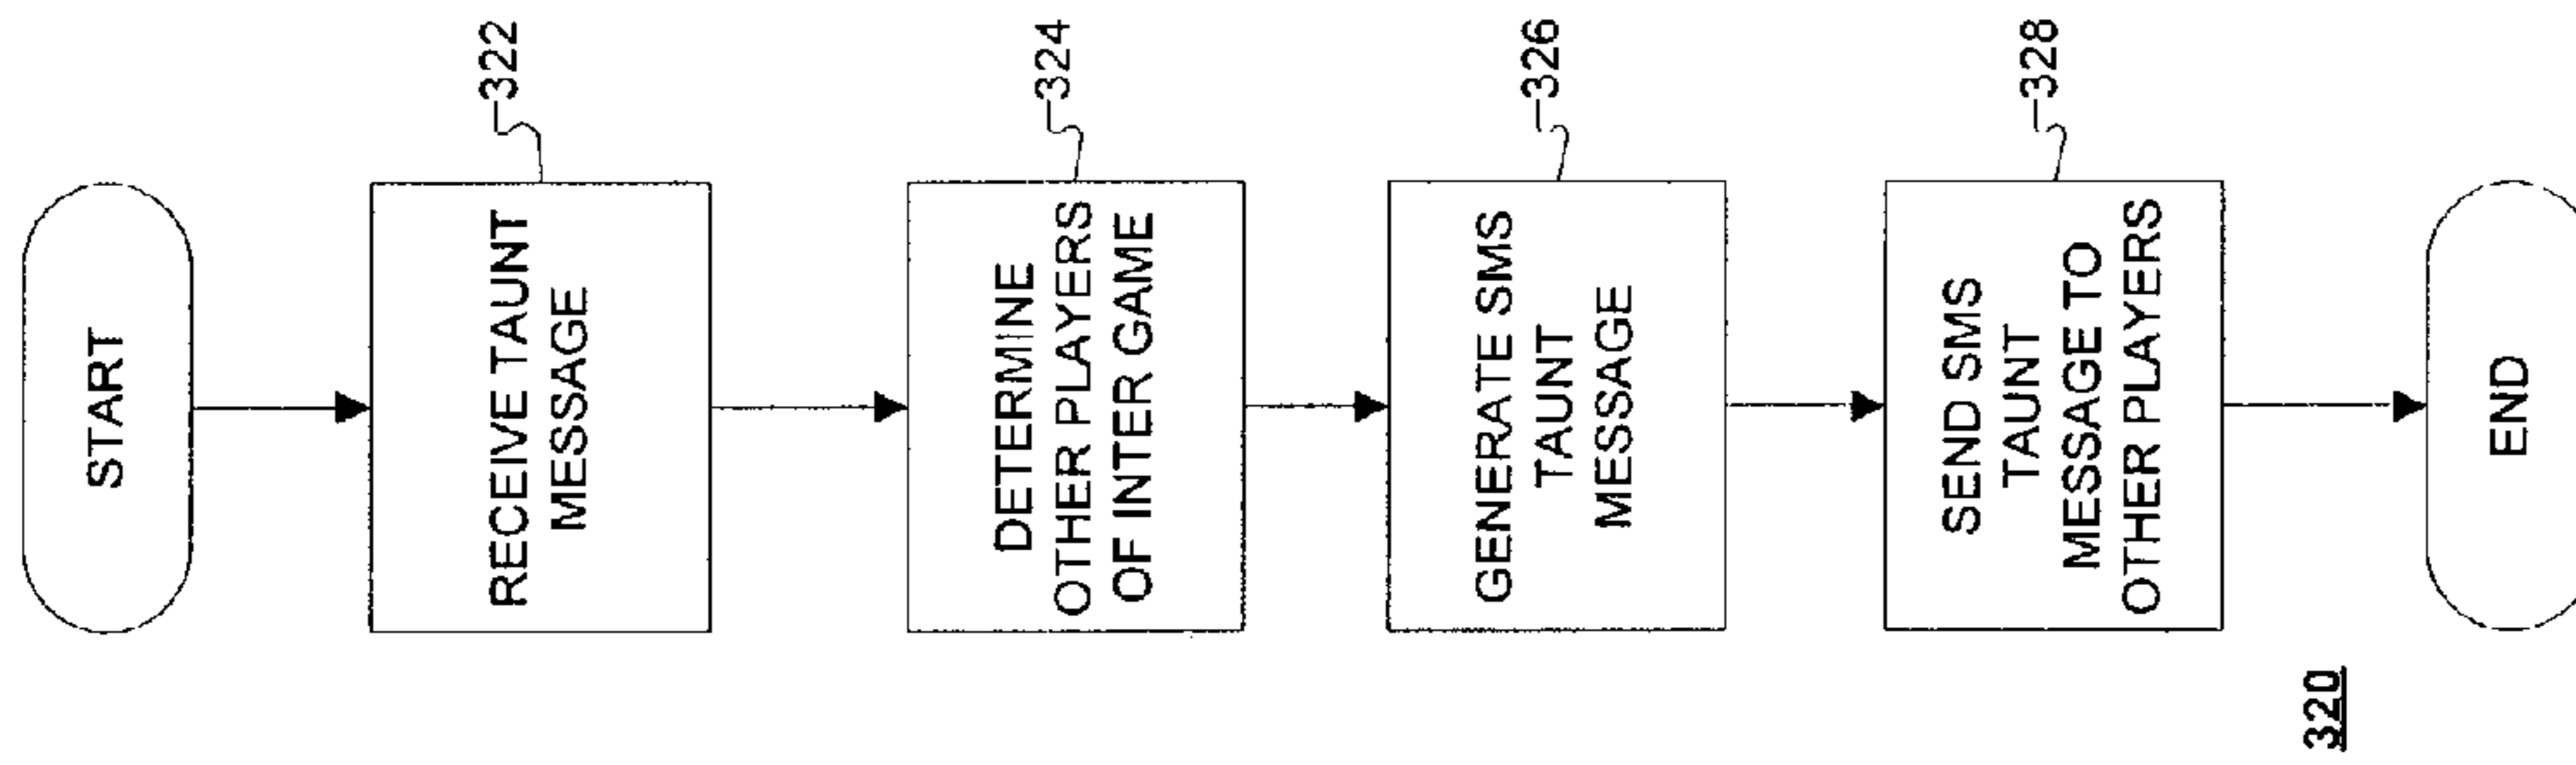 START
RECEIVE TAUNT
MESSAGE
322
DETERMINE
OTHER PLAYERS
OF INTER GAME
324
GENERATE SMS
TAUNT
MESSAGE
326
SEND SMS
TAUNT
MESSAGE TO
OTHER PLAYERS
328
END
320